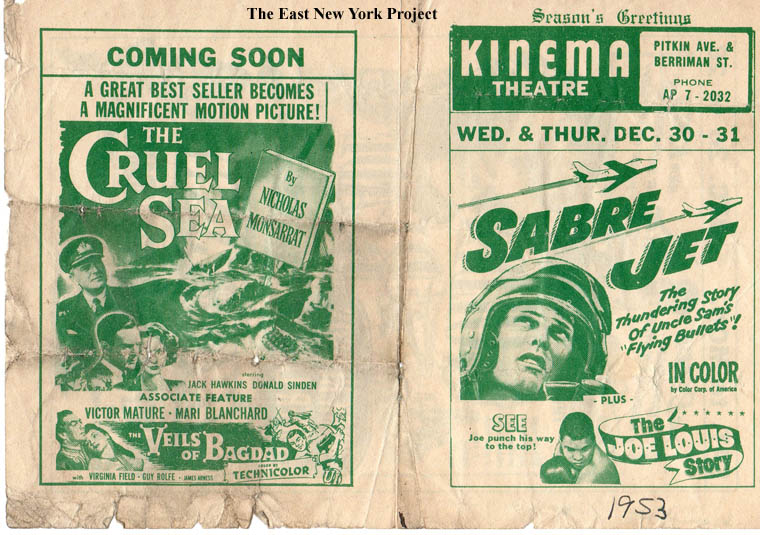 The East New York Project
COMING SOON
A GREAT BEST SELLER BECOMES
A MAGNIFICENT MOTION PICTURE!
THE
CRUEL
SEA
By
NICHOLAS
MONSARRAT
starring
JACK HAWKINS DONALD SINDEN
ASSOCIATE FEATURE
VICTOR MATURE · MARI BLANCHARD
THE VEILS
OF BAGDAD
COLOR BY
TECHNICOLOR
with VIRGINIA FIELD · GUY ROLFE · JAMES ARNESS
Season's Greetings
KINEMA
THEATRE
PITKIN AVE. &
BERRIMAN ST.
PHONE
AP 7 - 2032
WED. & THUR. DEC. 30 - 31
SABRE
JET
The
Thundering Story
Of Uncle Sam's
"Flying Bullets"!
IN COLOR
by Color Corp. of America
- PLUS -
SEE
Joe punch his way
to the top!
The
JOE LOUIS
Story
1953